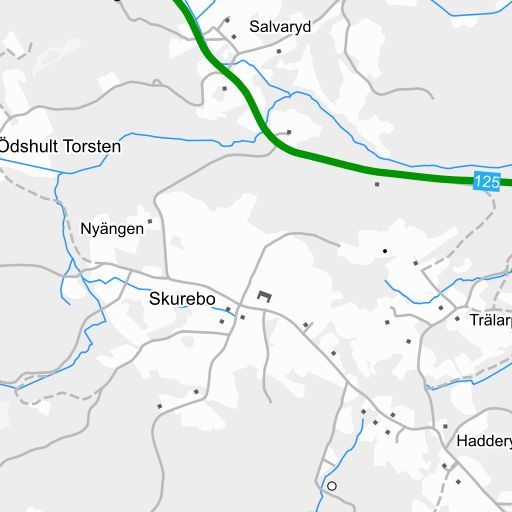 Salvaryd
Ödshult Torsten
125
Nyängen
Skurebo
Trälarp
Haddery